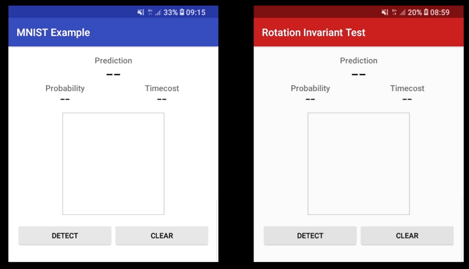 33% 09:15
MNIST Example
Prediction
--
Probability Timecost
-- --
DETECT CLEAR
20% 08:59
Rotation Invariant Test
Prediction
--
Probability Timecost
-- --
DETECT CLEAR